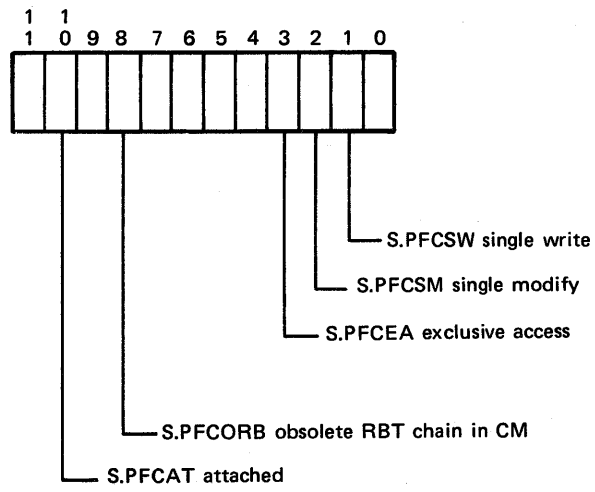 1 1
1 0 9 8 7 6 5 4 3 2 1 0
S.PFCSW single write
S.PFCSM single modify
S.PFCEA exclusive access
S.PFCORB obsolete RBT chain in CM
S.PFCAT attached